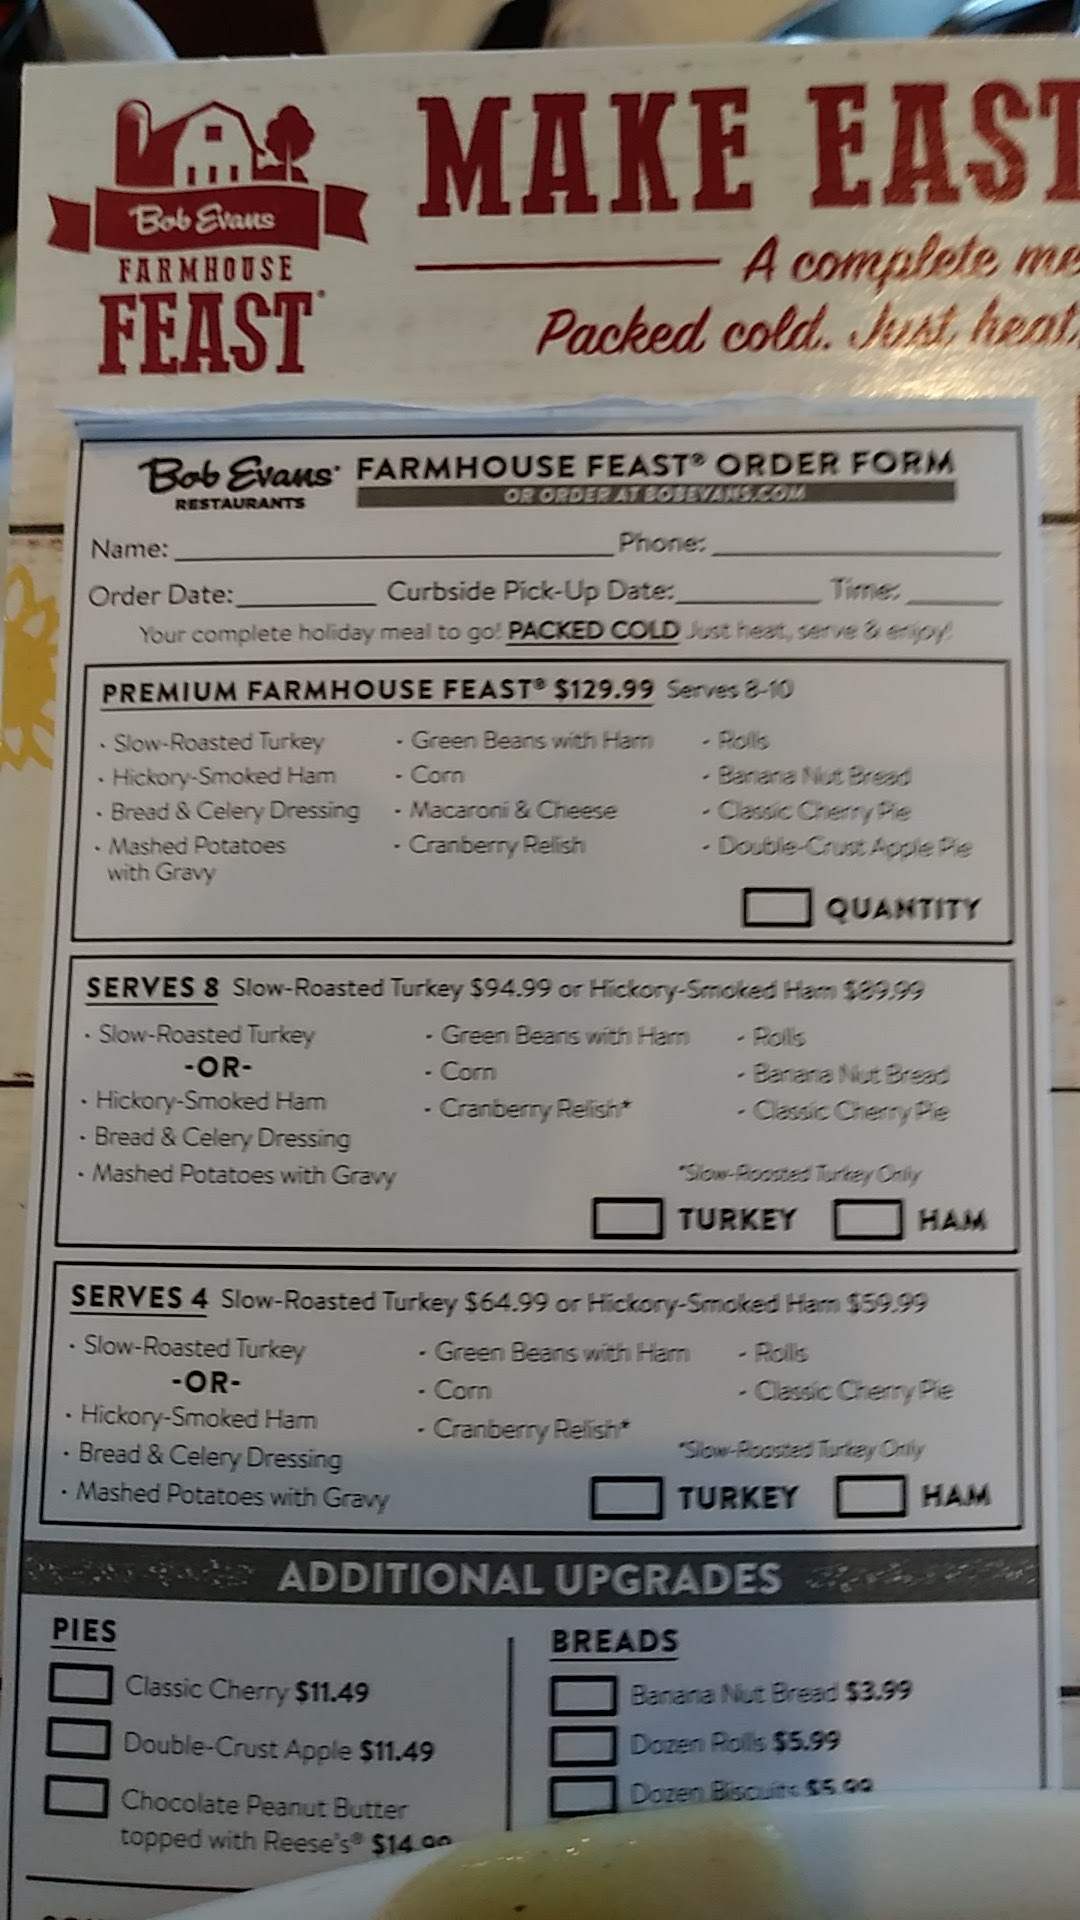 Bob Evans
FARMHOUSE
FEAST®
MAKE EAST
A complete me
Packed cold. Just heat,
Bob Evans®
RESTAURANTS
FARMHOUSE FEAST® ORDER FORM
OR ORDER AT BOBEVANS.COM
Name: Phone:
Order Date: Curbside Pick-Up Date: Time:
Your complete holiday meal to go! PACKED COLD Just heat, serve & enjoy!
PREMIUM FARMHOUSE FEAST® $129.99 Serves 8-10
• Slow-Roasted Turkey
• Hickory-Smoked Ham
• Bread & Celery Dressing
• Mashed Potatoes
with Gravy
• Green Beans with Ham
• Corn
• Macaroni & Cheese
• Cranberry Relish
• Rolls
• Banana Nut Bread
• Classic Cherry Pie
• Double-Crust Apple Pie
QUANTITY
SERVES 8 Slow-Roasted Turkey $94.99 or Hickory-Smoked Ham $89.99
• Slow-Roasted Turkey
-OR-
• Hickory-Smoked Ham
• Bread & Celery Dressing
• Mashed Potatoes with Gravy
• Green Beans with Ham
• Corn
• Cranberry Relish*
• Rolls
• Banana Nut Bread
• Classic Cherry Pie
*Slow-Roasted Turkey Only
TURKEY HAM
SERVES 4 Slow-Roasted Turkey $64.99 or Hickory-Smoked Ham $59.99
• Slow-Roasted Turkey
-OR-
• Hickory-Smoked Ham
• Bread & Celery Dressing
• Mashed Potatoes with Gravy
• Green Beans with Ham
• Corn
• Cranberry Relish*
• Rolls
• Classic Cherry Pie
*Slow-Roasted Turkey Only
TURKEY HAM
ADDITIONAL UPGRADES
PIES
Classic Cherry $11.49
Double-Crust Apple $11.49
Chocolate Peanut Butter
topped with Reese's® $14.99
BREADS
Banana Nut Bread $3.99
Dozen Rolls $5.99
Dozen Biscuits $5.99